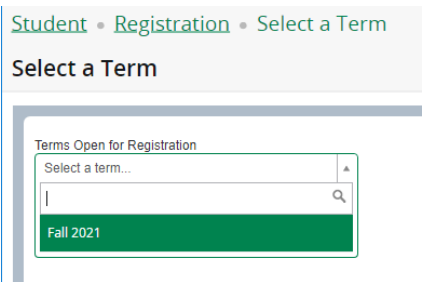 Student • Registration • Select a Term
Select a Term
Terms Open for Registration
Select a term...
Fall 2021